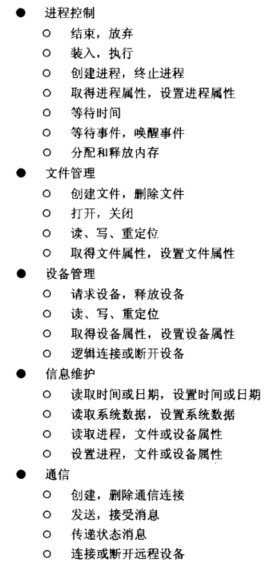 ● 进程控制
○ 结束，放弃
○ 装入，执行
○ 创建进程，终止进程
○ 取得进程属性，设置进程属性
○ 等待时间
○ 等待事件，唤醒事件
○ 分配和释放内存
● 文件管理
○ 创建文件，删除文件
○ 打开，关闭
○ 读、写、重定位
○ 取得文件属性，设置文件属性
● 设备管理
○ 请求设备，释放设备
○ 读、写、重定位
○ 取得设备属性，设置设备属性
○ 逻辑连接或断开设备
● 信息维护
○ 读取时间或日期，设置时间或日期
○ 读取系统数据，设置系统数据
○ 读取进程，文件或设备属性
○ 设置进程，文件或设备属性
● 通信
○ 创建，删除通信连接
○ 发送，接受消息
○ 传递状态消息
○ 连接或断开远程设备